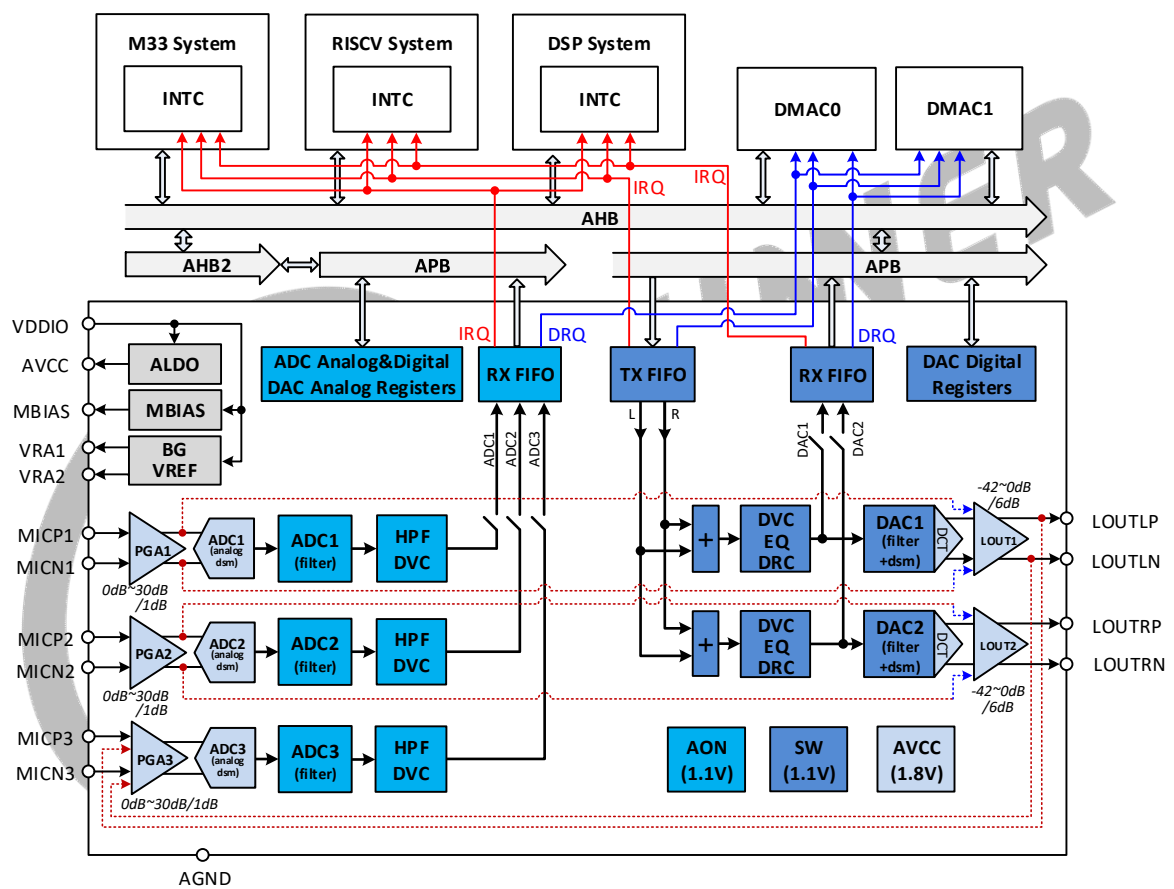 M33 System
RISCV System
DSP System
INTC
INTC
INTC
DMAC0
DMAC1
IRQ
IRQ
AHB
AHB2
APB
APB
VDDIO
AVCC
MBIAS
VRA1
VRA2
ALDO
MBIAS
BG
VREF
IRQ
DRQ
DRQ
ADC Analog&Digital
DAC Analog Registers
RX FIFO
TX FIFO
RX FIFO
DAC Digital
Registers
L
R
ADC1
ADC2
ADC3
DAC1
DAC2
MICP1
MICN1
PGA1
0dB~30dB
/1dB
ADC1
(analog
dsm)
ADC1
(filter)
HPF
DVC
+
DVC
EQ
DRC
DAC1
(filter
+dsm)
DCT
-42~0dB
/6dB
LOUT1
LOUTLP
LOUTLN
MICP2
MICN2
PGA2
0dB~30dB
/1dB
ADC2
(analog
dsm)
ADC2
(filter)
HPF
DVC
+
DVC
EQ
DRC
DAC2
(filter
+dsm)
DCT
LOUT2
-42~0dB
/6dB
LOUTRP
LOUTRN
MICP3
MICN3
PGA3
0dB~30dB/1dB
ADC3
(analog
dsm)
ADC3
(filter)
HPF
DVC
AON
(1.1V)
SW
(1.1V)
AVCC
(1.8V)
AGND